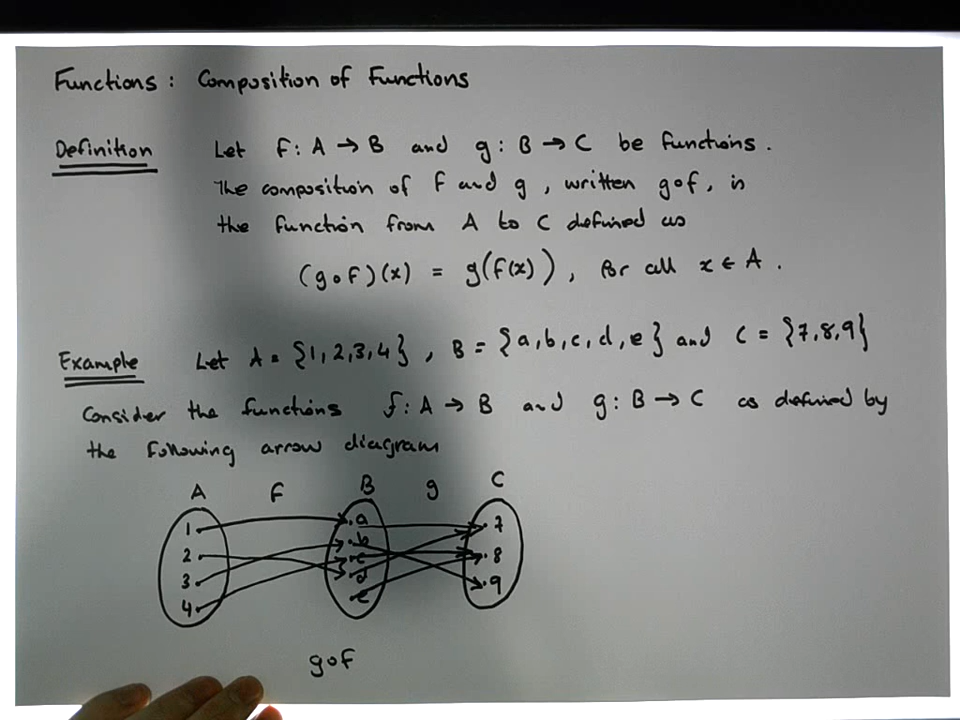 Functions : Composition of Functions
Definition Let f : A → B and g : B → C be functions.
The composition of f and g, written g∘f, is
the function from A to C defined as
(g∘f)(x) = g(f(x)), for all x ∈ A.
Example Let A = {1,2,3,4}, B = {a,b,c,d,e} and C = {7,8,9}
Consider the functions f : A → B and g : B → C as defined by
the following arrow diagram
A f B g C
1 a 7
2 b 8
3 c 9
4 d
e
g∘f